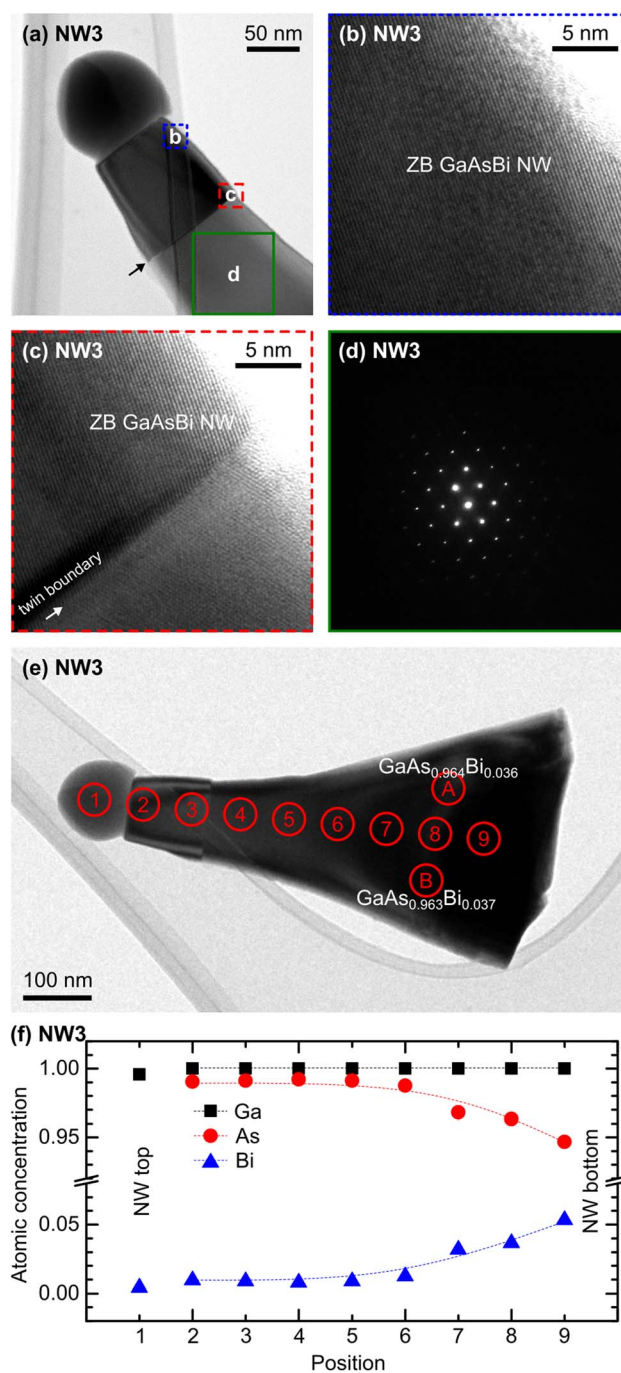 (a) NW3
50 nm
b
c
d
(b) NW3
5 nm
ZB GaAsBi NW
(c) NW3
5 nm
ZB GaAsBi NW
twin boundary
(d) NW3
(e) NW3
GaAs0.964Bi0.036
A
1 2 3 4 5 6 7 8 9
B
GaAs0.963Bi0.037
100 nm
(f) NW3
1.00
0.95
0.05
0.00
Atomic concentration
NW top
Ga
As
Bi
NW bottom
1 2 3 4 5 6 7 8 9
Position